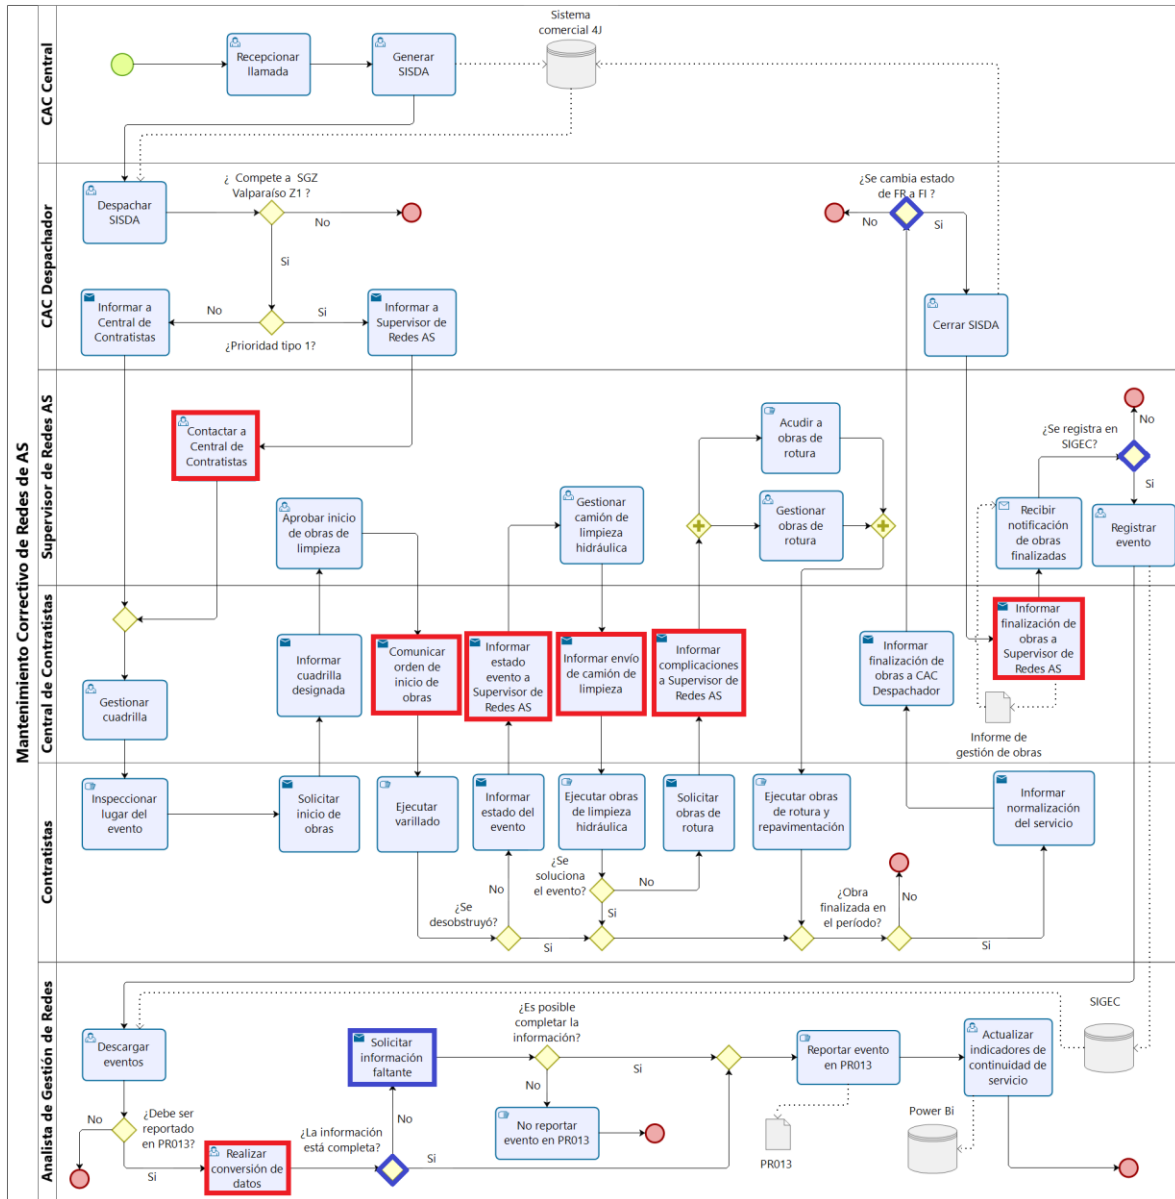 Mantenimiento Correctivo de Redes de AS
CAC Central
Recepcionar
llamada
Generar
SISDA
Sistema
comercial 4J
CAC Despachador
Despachar
SISDA
¿ Compete a SGZ
Valparaíso Z1 ?
No
Si
Informar a
Central de
Contratistas
No
Si
¿Prioridad tipo 1?
Informar a
Supervisor de
Redes AS
¿Se cambia estado
de FR a FI ?
No
Si
Cerrar SISDA
Supervisor de Redes AS
Contactar a
Central de
Contratistas
Aprobar inicio
de obras de
limpieza
Gestionar
camión de
limpieza
hidráulica
Acudir a
obras de
rotura
Gestionar
obras de
rotura
¿Se registra en
SIGEC?
No
Si
Recibir
notificación
de obras
finalizadas
Registrar
evento
Central de Contratistas
Gestionar
cuadrilla
Informar
cuadrilla
designada
Comunicar
orden de
inicio de
obras
Informar
estado
evento a
Supervisor de
Redes AS
Informar envío
de camión de
limpieza
Informar
complicaciones
a Supervisor de
Redes AS
Informar
finalización de
obras a CAC
Despachador
Informar
finalización de
obras a
Supervisor de
Redes AS
Informe de
gestión de obras
Contratistas
Inspeccionar
lugar del
evento
Solicitar
inicio de
obras
Ejecutar
varillado
Informar
estado del
evento
Ejecutar obras
de limpieza
hidráulica
Solicitar
obras de
rotura
Ejecutar obras
de rotura y
repavimentación
Informar
normalización
del servicio
¿Se
desobstruyó?
No
Si
¿Se
soluciona
el evento?
No
Si
¿Obra
finalizada en
el período?
No
Si
Analista de Gestión de Redes
Descargar
eventos
No
¿Debe ser
reportado
en PR013?
Si
Realizar
conversión de
datos
¿La información
está completa?
No
Si
Solicitar
información
faltante
¿Es posible
completar la
información?
Si
No
No reportar
evento en PR013
Reportar evento
en PR013
PR013
Actualizar
indicadores de
continuidad de
servicio
Power Bi
SIGEC